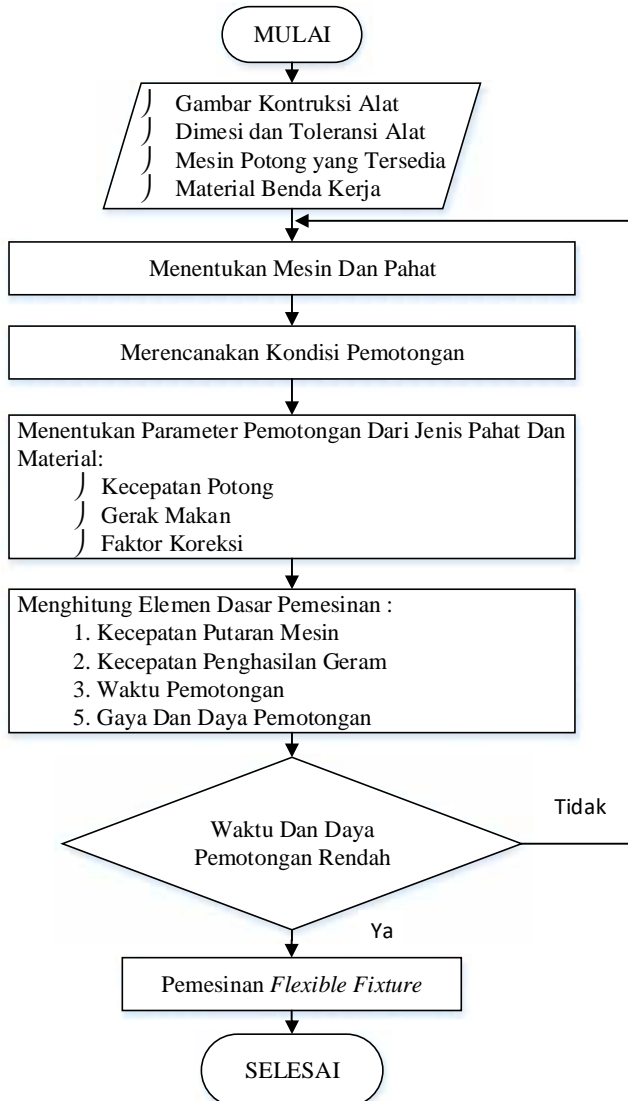 MULAI
⎠ Gambar Kontruksi Alat
⎠ Dimesi dan Toleransi Alat
⎠ Mesin Potong yang Tersedia
⎠ Material Benda Kerja
Menentukan Mesin Dan Pahat
Merencanakan Kondisi Pemotongan
Menentukan Parameter Pemotongan Dari Jenis Pahat Dan
Material:
⎠ Kecepatan Potong
⎠ Gerak Makan
⎠ Faktor Koreksi
Menghitung Elemen Dasar Pemesinan :
1. Kecepatan Putaran Mesin
2. Kecepatan Penghasilan Geram
3. Waktu Pemotongan
5. Gaya Dan Daya Pemotongan
Waktu Dan Daya
Pemotongan Rendah
Tidak
Ya
Pemesinan Flexible Fixture
SELESAI